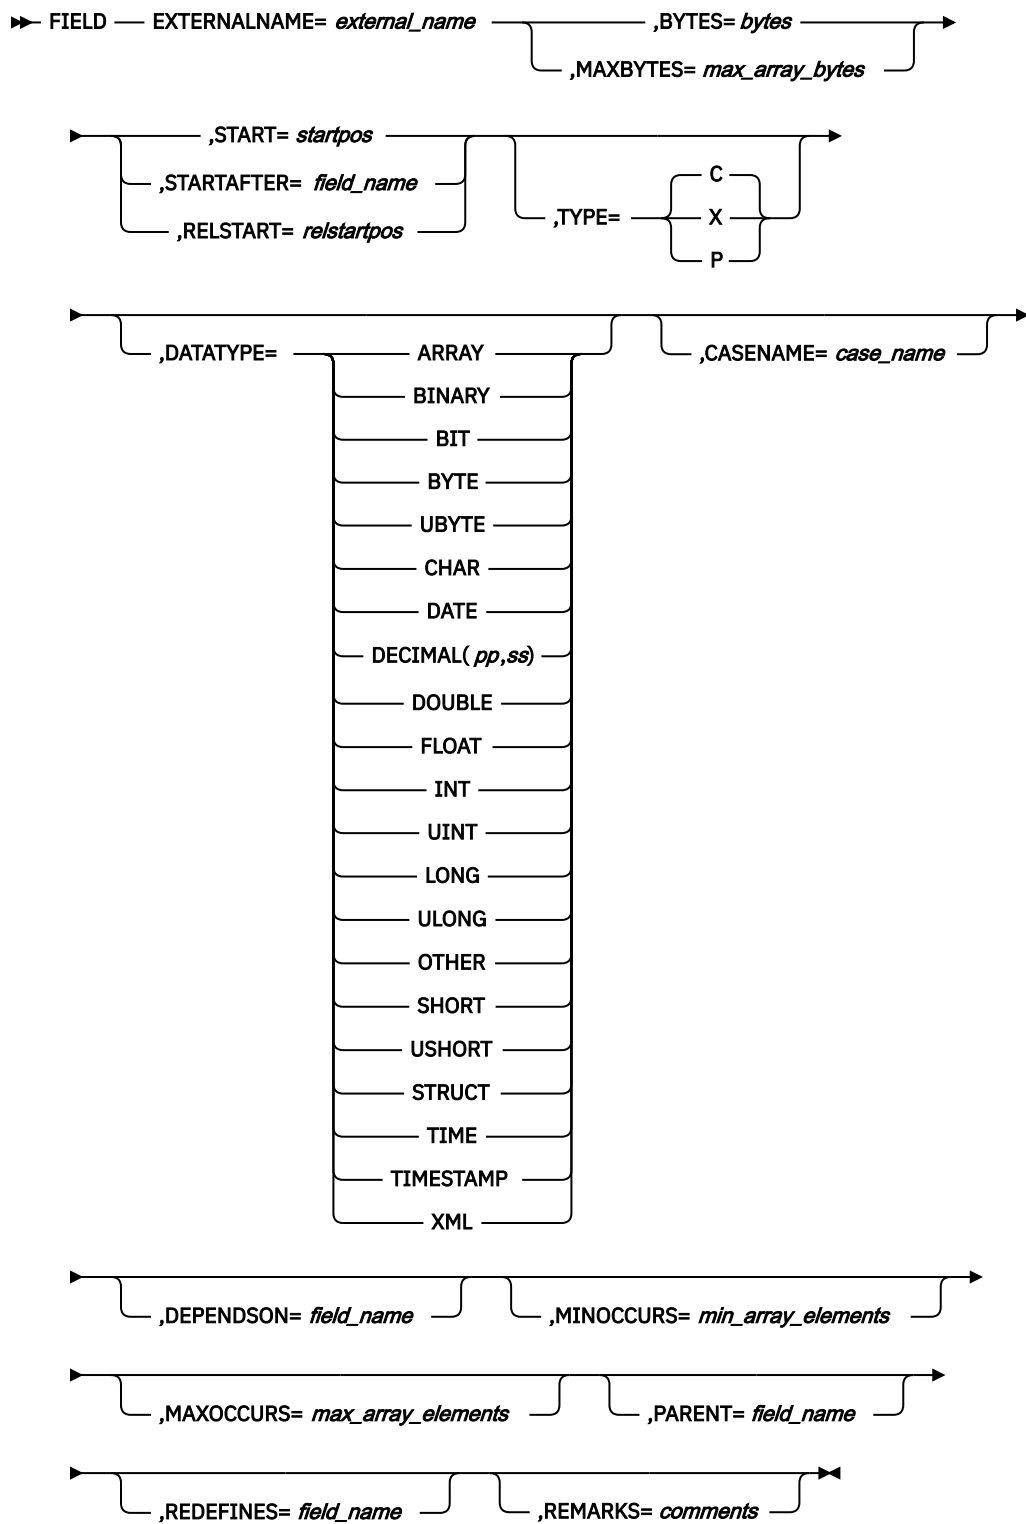 FIELD EXTERNALNAME= external_name ,BYTES= bytes
,MAXBYTES= max_array_bytes
,START= startpos
,STARTAFTER= field_name
,RELSTART= relstartpos
,TYPE=
C
X
P
,DATATYPE=
ARRAY
BINARY
BIT
BYTE
UBYTE
CHAR
DATE
DECIMAL( pp,ss)
DOUBLE
FLOAT
INT
UINT
LONG
ULONG
OTHER
SHORT
USHORT
STRUCT
TIME
TIMESTAMP
XML
,CASENAME= case_name
,DEPENDSON= field_name ,MINOCCURS= min_array_elements
,MAXOCCURS= max_array_elements ,PARENT= field_name
,REDEFINES= field_name ,REMARKS= comments